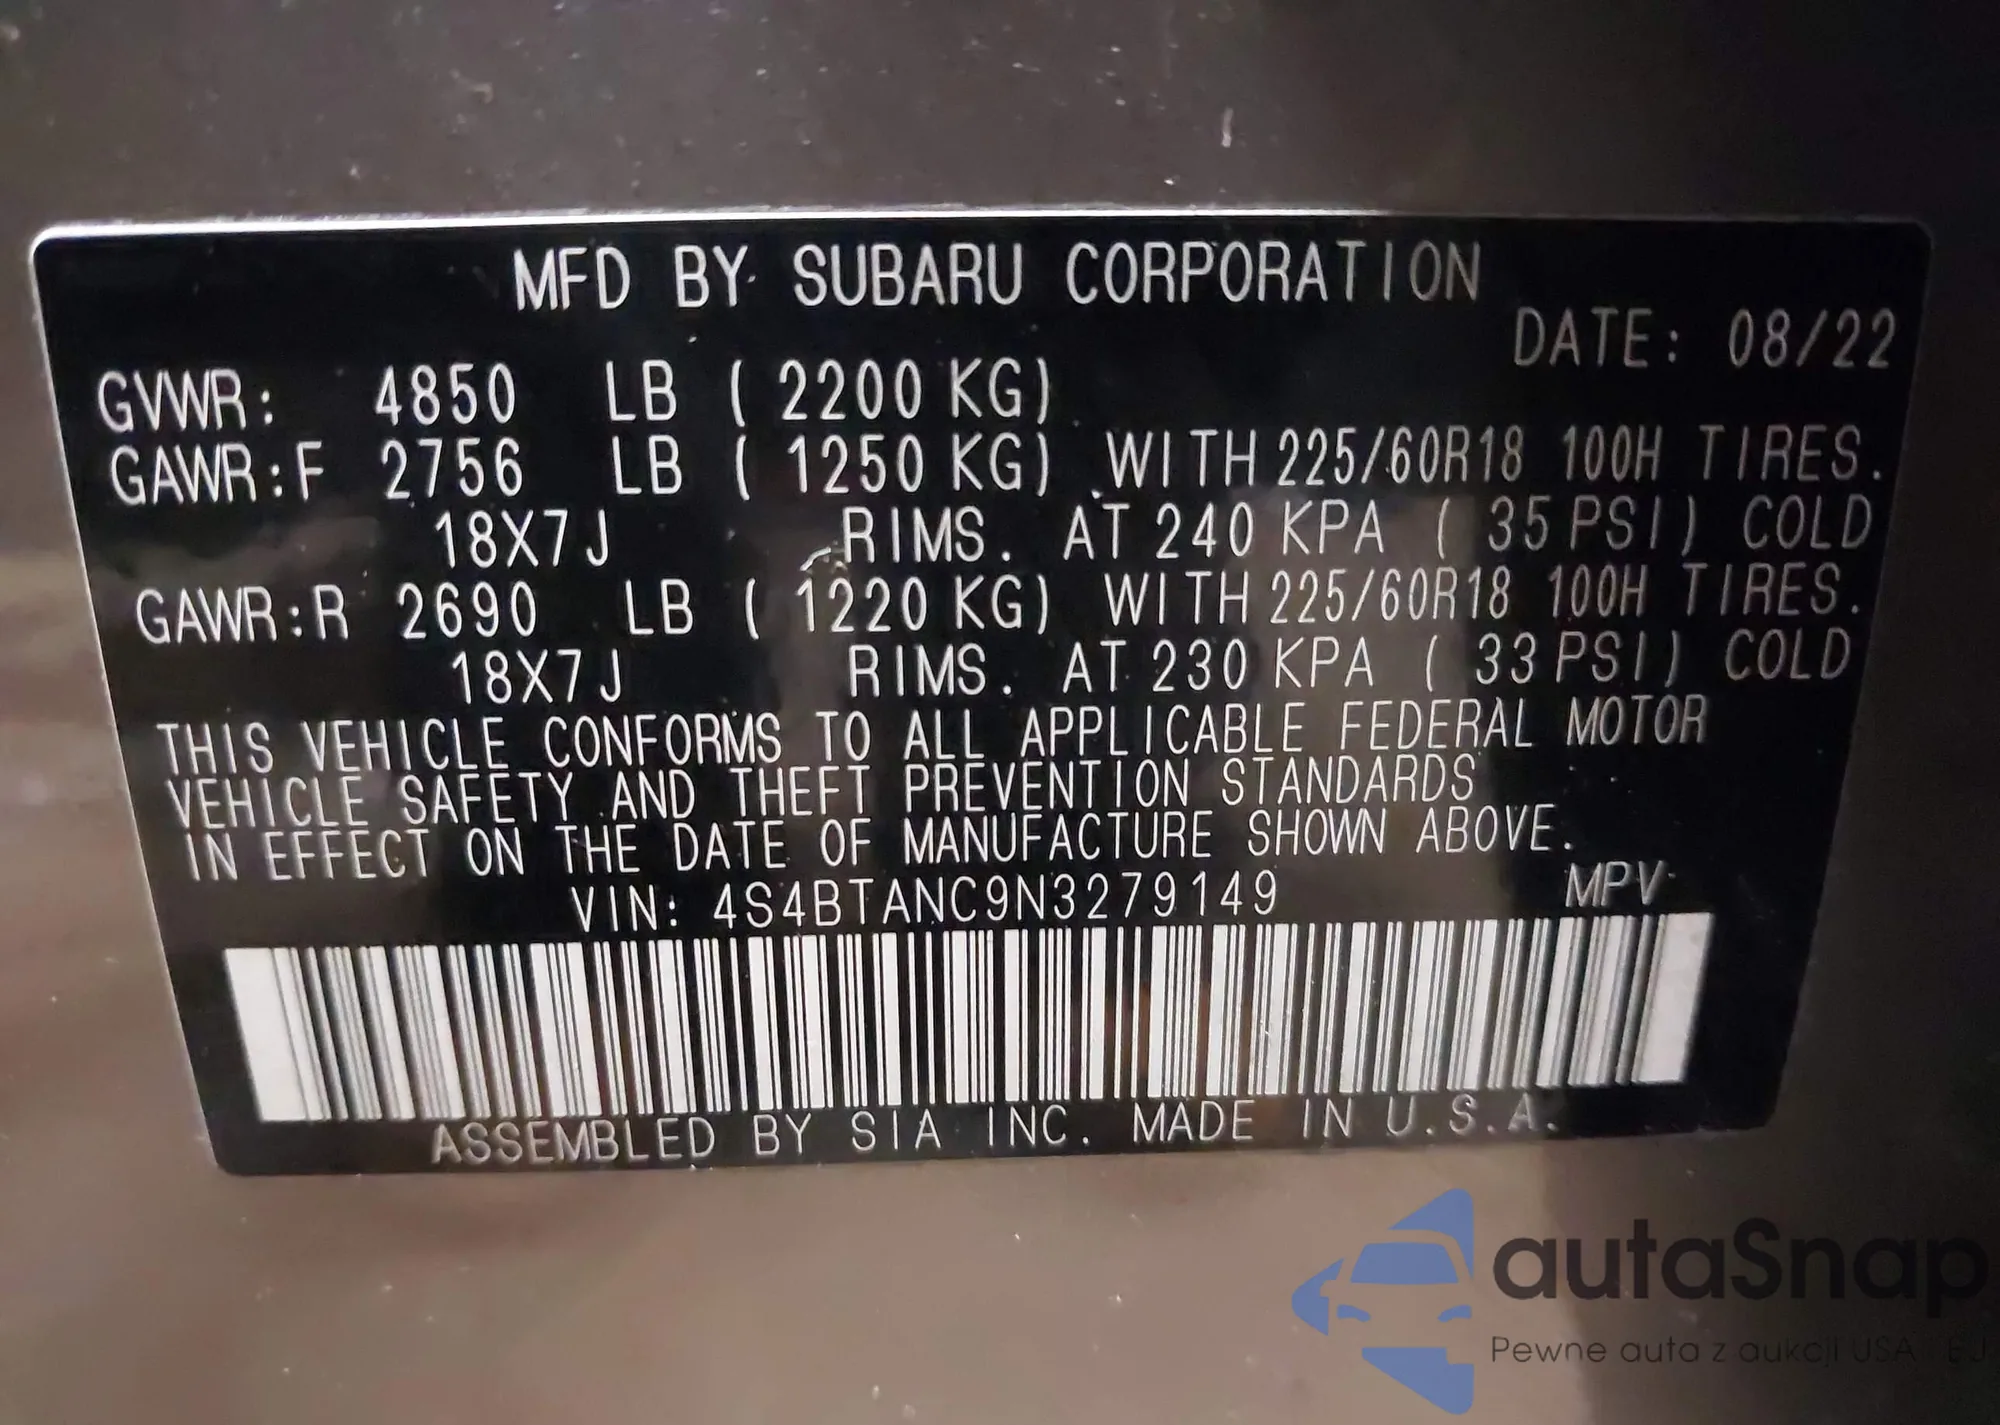 MFD BY SUBARU CORPORATION
DATE: 08/22
GVWR: 4850 LB ( 2200 KG)
GAWR:F 2756 LB ( 1250 KG) WITH 225/60R18 100H TIRES.
18X7J RIMS. AT 240 KPA ( 35 PSI) COLD
GAWR:R 2690 LB ( 1220 KG) WITH 225/60R18 100H TIRES.
18X7J RIMS. AT 230 KPA ( 33 PSI) COLD
THIS VEHICLE CONFORMS TO ALL APPLICABLE FEDERAL MOTOR
VEHICLE SAFETY AND THEFT PREVENTION STANDARDS
IN EFFECT ON THE DATE OF MANUFACTURE SHOWN ABOVE.
VIN: 4S4BTANC9N3279149 MPV
ASSEMBLED BY SIA INC. MADE IN U.S.A.
autaSnap
Pewne auta z aukcji USA i EU